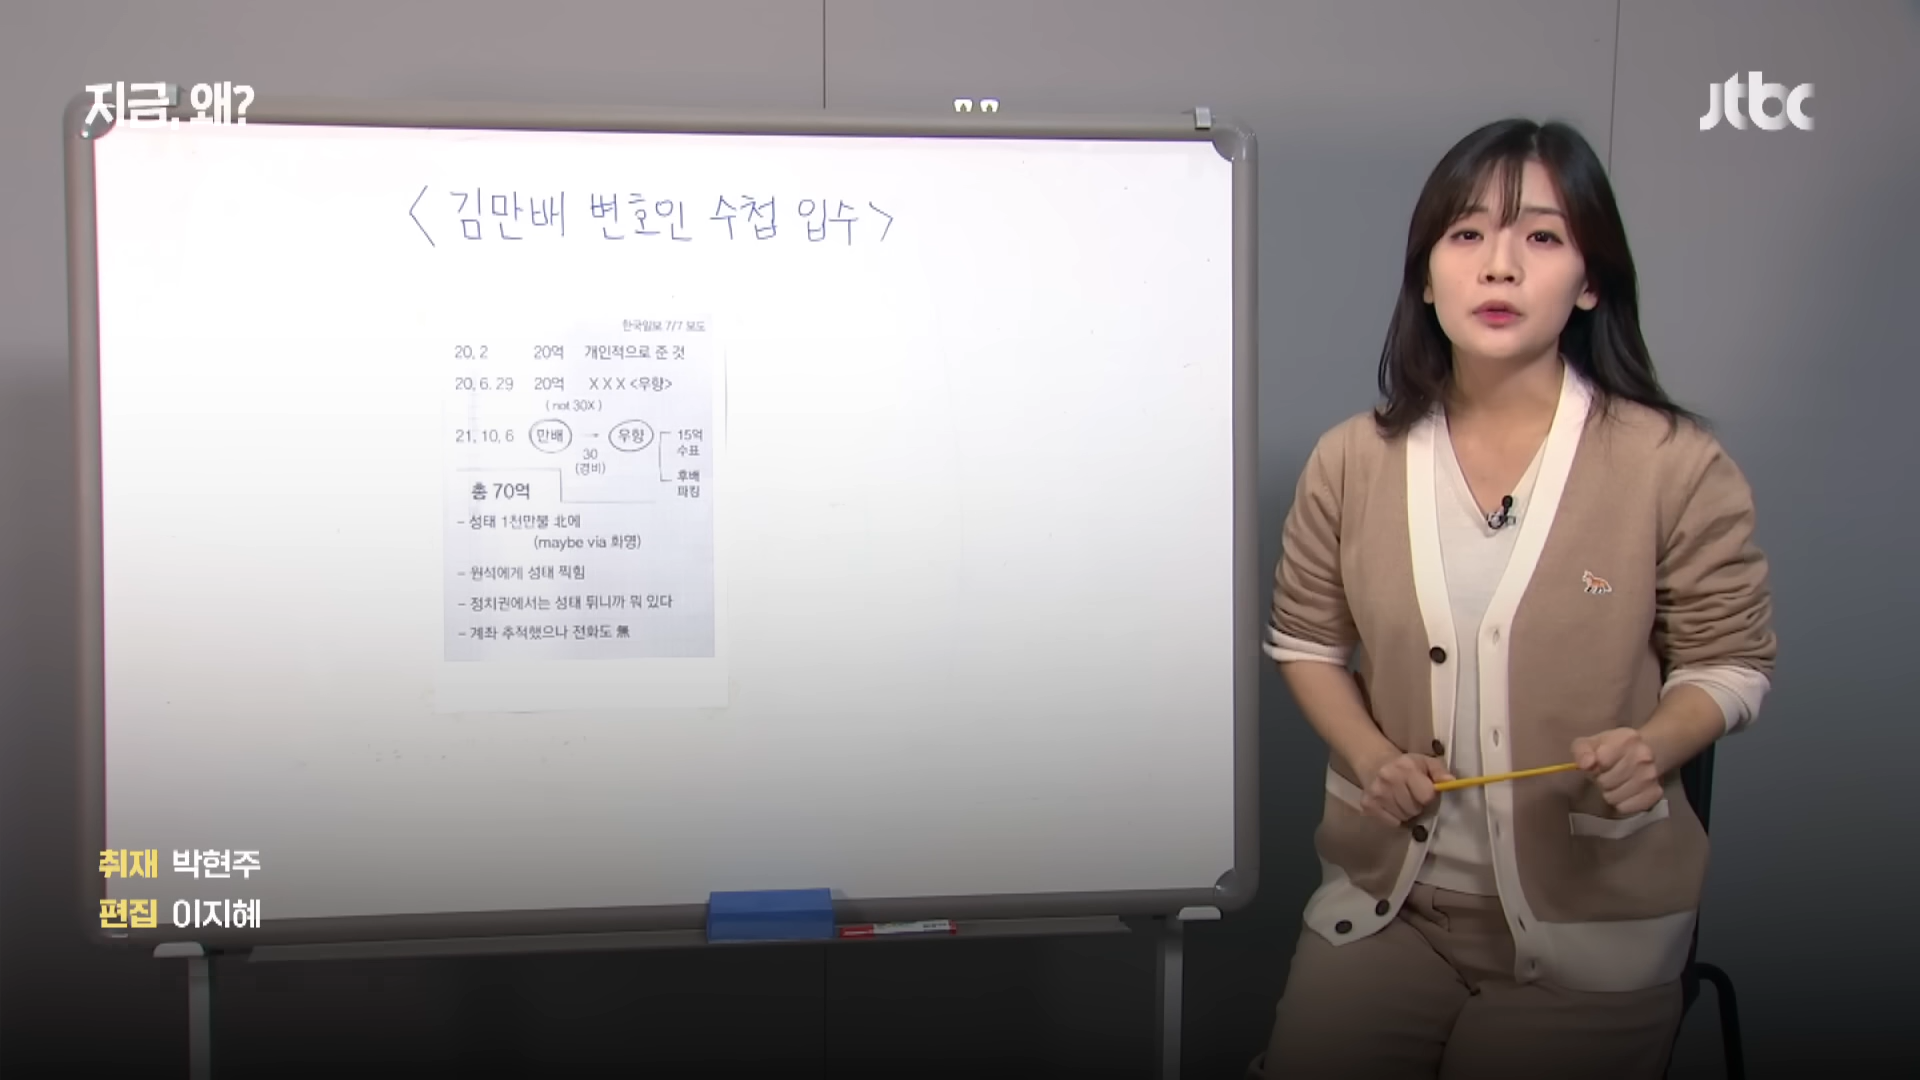 지금, 왜?
jtbc
<김만배 변호인 수첩 입수>
한국일보 7/7 보도
20. 2 20억 개인적으로 준 것
20. 6. 29 20억 X X X <우향>
( not 30X )
21. 10. 6 만배 → 우향 15억
수표
30
(경비)
후배
파킹
총 70억
– 성태 1천만불 北에
(maybe via 화명)
– 원석에게 성태 찍힘
– 정치권에서는 성태 튀니까 뭐 있다
– 계좌 추적했으나 전화도 無
취재 박현주
편집 이지혜